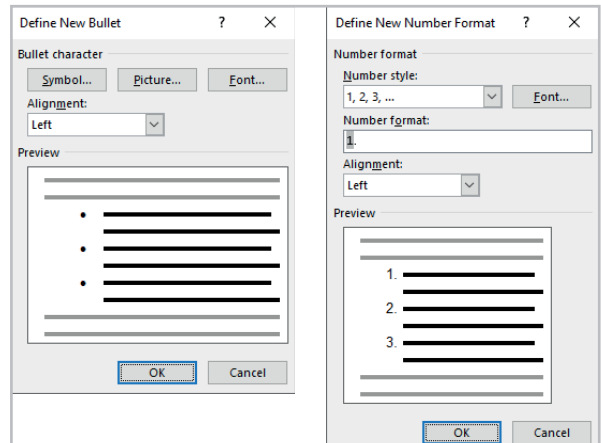 Define New Bullet ? ×
Bullet character
Symbol... Picture... Font...
Alignment:
Left
Preview
OK Cancel
Define New Number Format ? ×
Number format
Number style:
1, 2, 3, ... Font...
Number format:
1.
Alignment:
Left
Preview
1.
2.
3.
OK Cancel